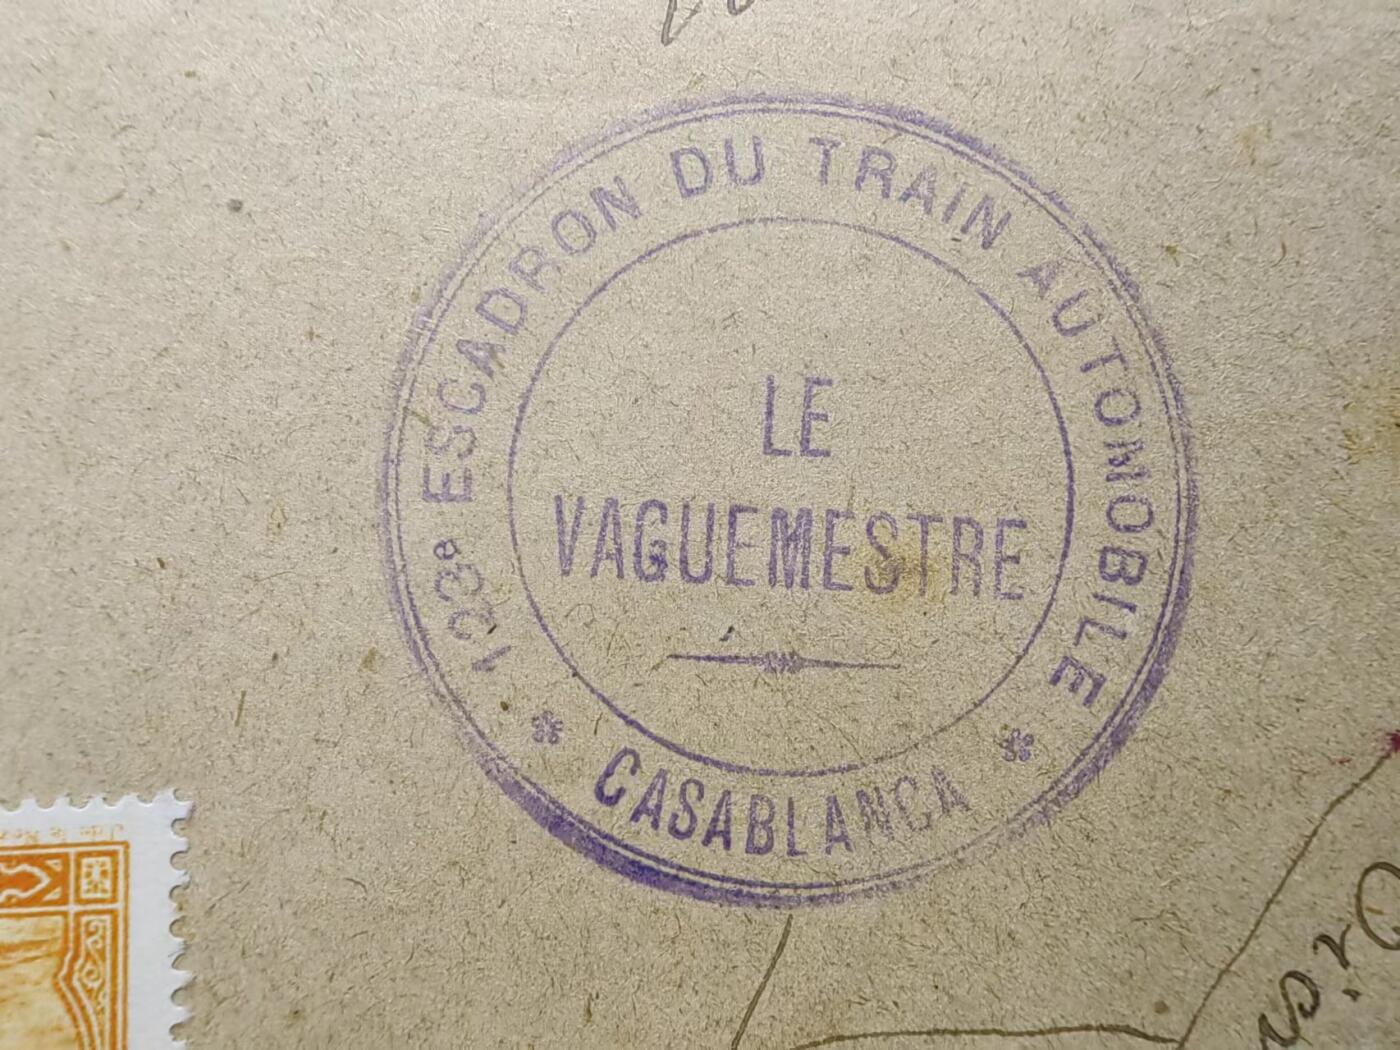 123e ESCADRON DU TRAIN AUTOMOBILE
LE
VAGUEMESTRE
* CASABLANCA *